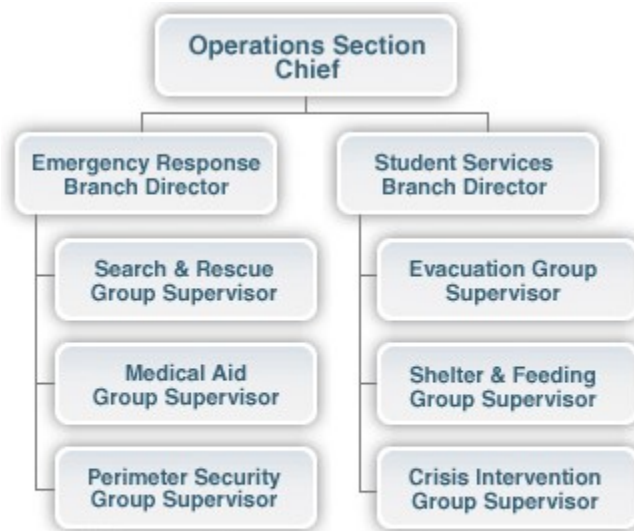 Operations Section
Chief
Emergency Response
Branch Director
Student Services
Branch Director
Search & Rescue
Group Supervisor
Evacuation Group
Supervisor
Medical Aid
Group Supervisor
Shelter & Feeding
Group Supervisor
Perimeter Security
Group Supervisor
Crisis Intervention
Group Supervisor